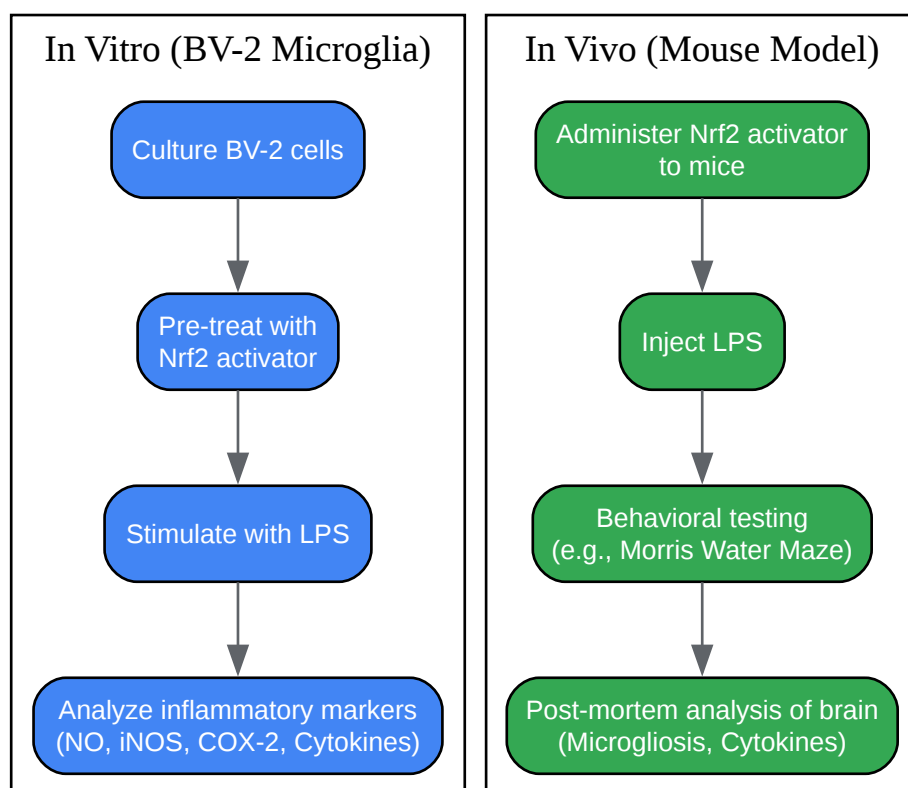 In Vitro (BV-2 Microglia)
Culture BV-2 cells
Pre-treat with
Nrf2 activator
Stimulate with LPS
Analyze inflammatory markers
(NO, iNOS, COX-2, Cytokines)
In Vivo (Mouse Model)
Administer Nrf2 activator
to mice
Inject LPS
Behavioral testing
(e.g., Morris Water Maze)
Post-mortem analysis of brain
(Microgliosis, Cytokines)